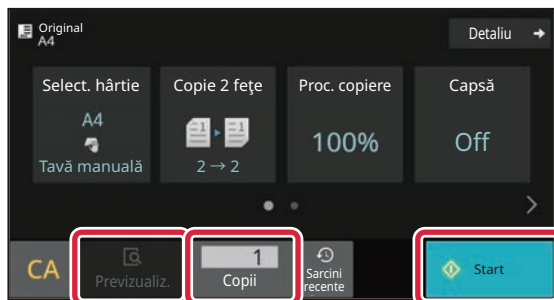 Original
A4
Detaliu
Select. hârtie
Copie 2 feţe
Proc. copiere
Capsă
A4
Tavă manuală
2 → 2
100%
Off
CA
Previzualiz.
1
Copii
Sarcini
recente
Start